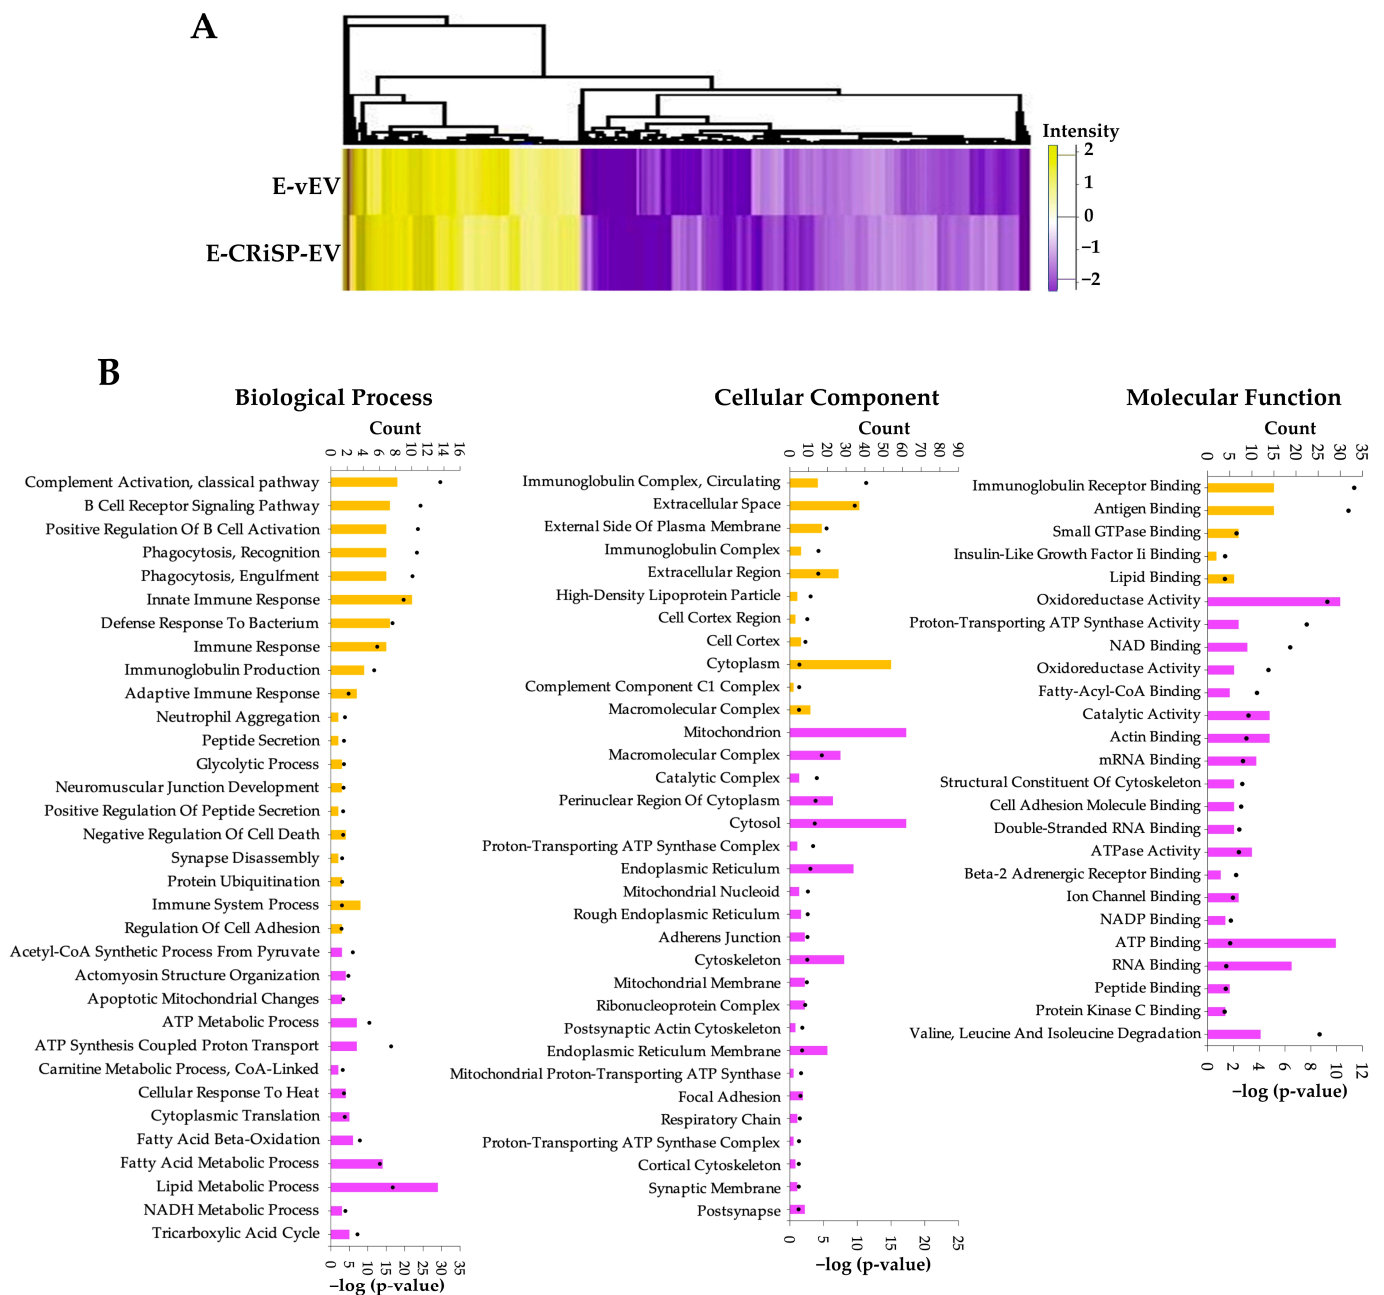 A
Intensity
2
1
0
−1
−2
E-vEV
E-CRiSP-EV
B
Biological Process
Count
0 2 4 6 8 10 12 14 16
Complement Activation, classical pathway
B Cell Receptor Signaling Pathway
Positive Regulation Of B Cell Activation
Phagocytosis, Recognition
Phagocytosis, Engulfment
Innate Immune Response
Defense Response To Bacterium
Immune Response
Immunoglobulin Production
Adaptive Immune Response
Neutrophil Aggregation
Peptide Secretion
Glycolytic Process
Neuromuscular Junction Development
Positive Regulation Of Peptide Secretion
Negative Regulation Of Cell Death
Synapse Disassembly
Protein Ubiquitination
Immune System Process
Regulation Of Cell Adhesion
Acetyl-CoA Synthetic Process From Pyruvate
Actomyosin Structure Organization
Apoptotic Mitochondrial Changes
ATP Metabolic Process
ATP Synthesis Coupled Proton Transport
Carnitine Metabolic Process, CoA-Linked
Cellular Response To Heat
Cytoplasmic Translation
Fatty Acid Beta-Oxidation
Fatty Acid Metabolic Process
Lipid Metabolic Process
NADH Metabolic Process
Tricarboxylic Acid Cycle
0 5 10 15 20 25 30 35
−log (p-value)
Cellular Component
Count
0 10 20 30 40 50 60 70 80 90
Immunoglobulin Complex, Circulating
Extracellular Space
External Side Of Plasma Membrane
Immunoglobulin Complex
Extracellular Region
High-Density Lipoprotein Particle
Cell Cortex Region
Cell Cortex
Cytoplasm
Complement Component C1 Complex
Macromolecular Complex
Mitochondrion
Macromolecular Complex
Catalytic Complex
Perinuclear Region Of Cytoplasm
Cytosol
Proton-Transporting ATP Synthase Complex
Endoplasmic Reticulum
Mitochondrial Nucleoid
Rough Endoplasmic Reticulum
Adherens Junction
Cytoskeleton
Mitochondrial Membrane
Ribonucleoprotein Complex
Postsynaptic Actin Cytoskeleton
Endoplasmic Reticulum Membrane
Mitochondrial Proton-Transporting ATP Synthase
Focal Adhesion
Respiratory Chain
Proton-Transporting ATP Synthase Complex
Cortical Cytoskeleton
Synaptic Membrane
Postsynapse
0 5 10 15 20 25
−log (p-value)
Molecular Function
Count
0 5 10 15 20 25 30 35
Immunoglobulin Receptor Binding
Antigen Binding
Small GTPase Binding
Insulin-Like Growth Factor Ii Binding
Lipid Binding
Oxidoreductase Activity
Proton-Transporting ATP Synthase Activity
NAD Binding
Oxidoreductase Activity
Fatty-Acyl-CoA Binding
Catalytic Activity
Actin Binding
mRNA Binding
Structural Constituent Of Cytoskeleton
Cell Adhesion Molecule Binding
Double-Stranded RNA Binding
ATPase Activity
Beta-2 Adrenergic Receptor Binding
Ion Channel Binding
NADP Binding
ATP Binding
RNA Binding
Peptide Binding
Protein Kinase C Binding
Valine, Leucine And Isoleucine Degradation
0 2 4 6 8 10 12
−log (p-value)